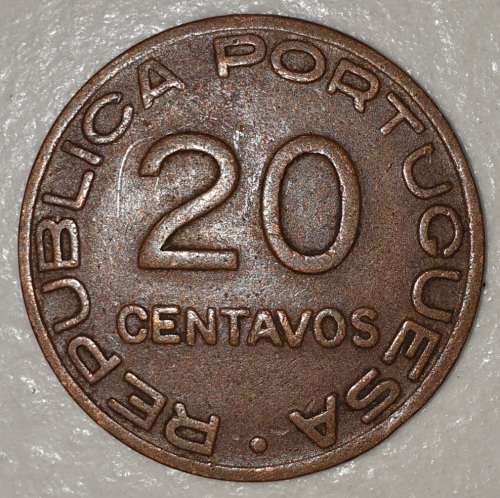 REPUBLICA PORTUGUESA ·
20
CENTAVOS